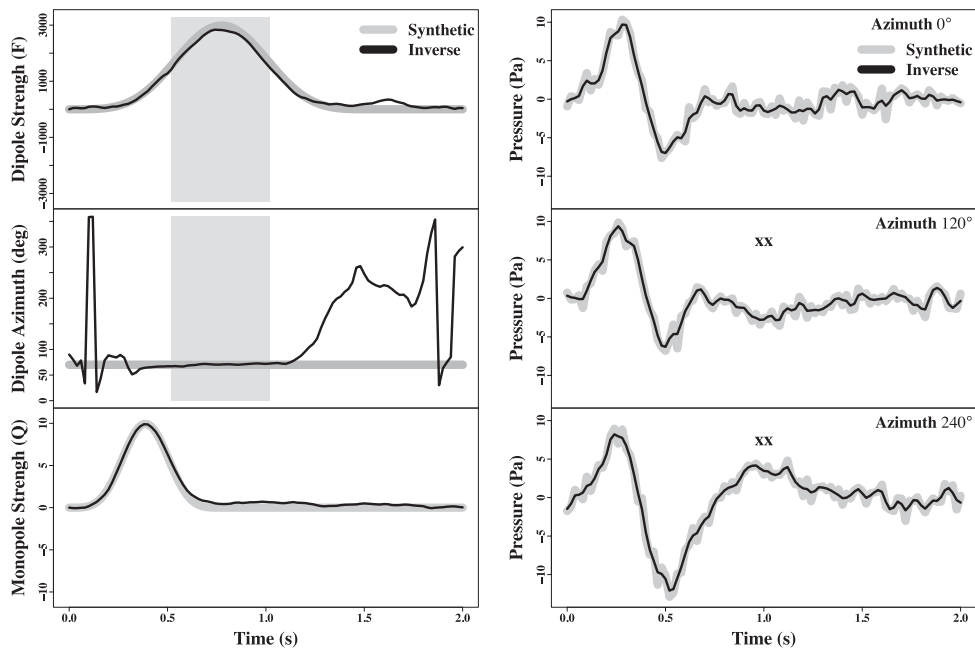 Dipole Strengh (F)
3000
1000
0
−1000
−3000
Synthetic
Inverse
Dipole Azimuth (deg)
300
200
100
50
0
Monopole Strengh (Q)
10
5
0
−5
−10
0.0 0.5 1.0 1.5 2.0
Time (s)
Pressure (Pa)
10
5
0
−5
−10
Azimuth 0°
Synthetic
Inverse
Pressure (Pa)
10
5
0
−5
−10
Azimuth 120°
xx
Pressure (Pa)
10
5
0
−5
−10
Azimuth 240°
xx
0.0 0.5 1.0 1.5 2.0
Time (s)